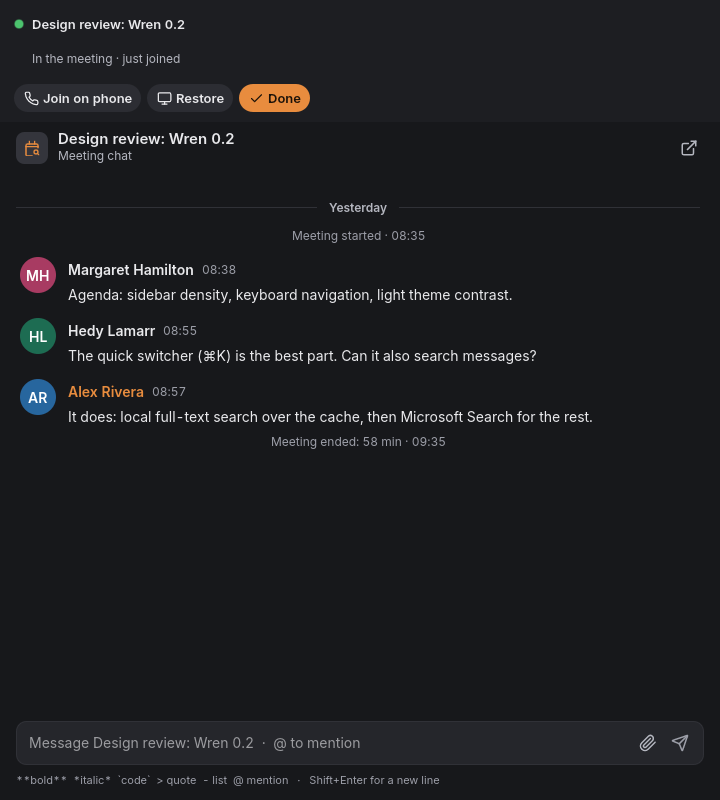 Design review: Wren 0.2
In the meeting · just joined
Join on phone Restore Done
Design review: Wren 0.2
Meeting chat
Yesterday
Meeting started · 08:35
MH Margaret Hamilton 08:38
Agenda: sidebar density, keyboard navigation, light theme contrast.
HL Hedy Lamarr 08:55
The quick switcher (⌘K) is the best part. Can it also search messages?
AR Alex Rivera 08:57
It does: local full-text search over the cache, then Microsoft Search for the rest.
Meeting ended: 58 min · 09:35
Message Design review: Wren 0.2 · @ to mention
**bold** *italic* `code` > quote - list @ mention · Shift+Enter for a new line